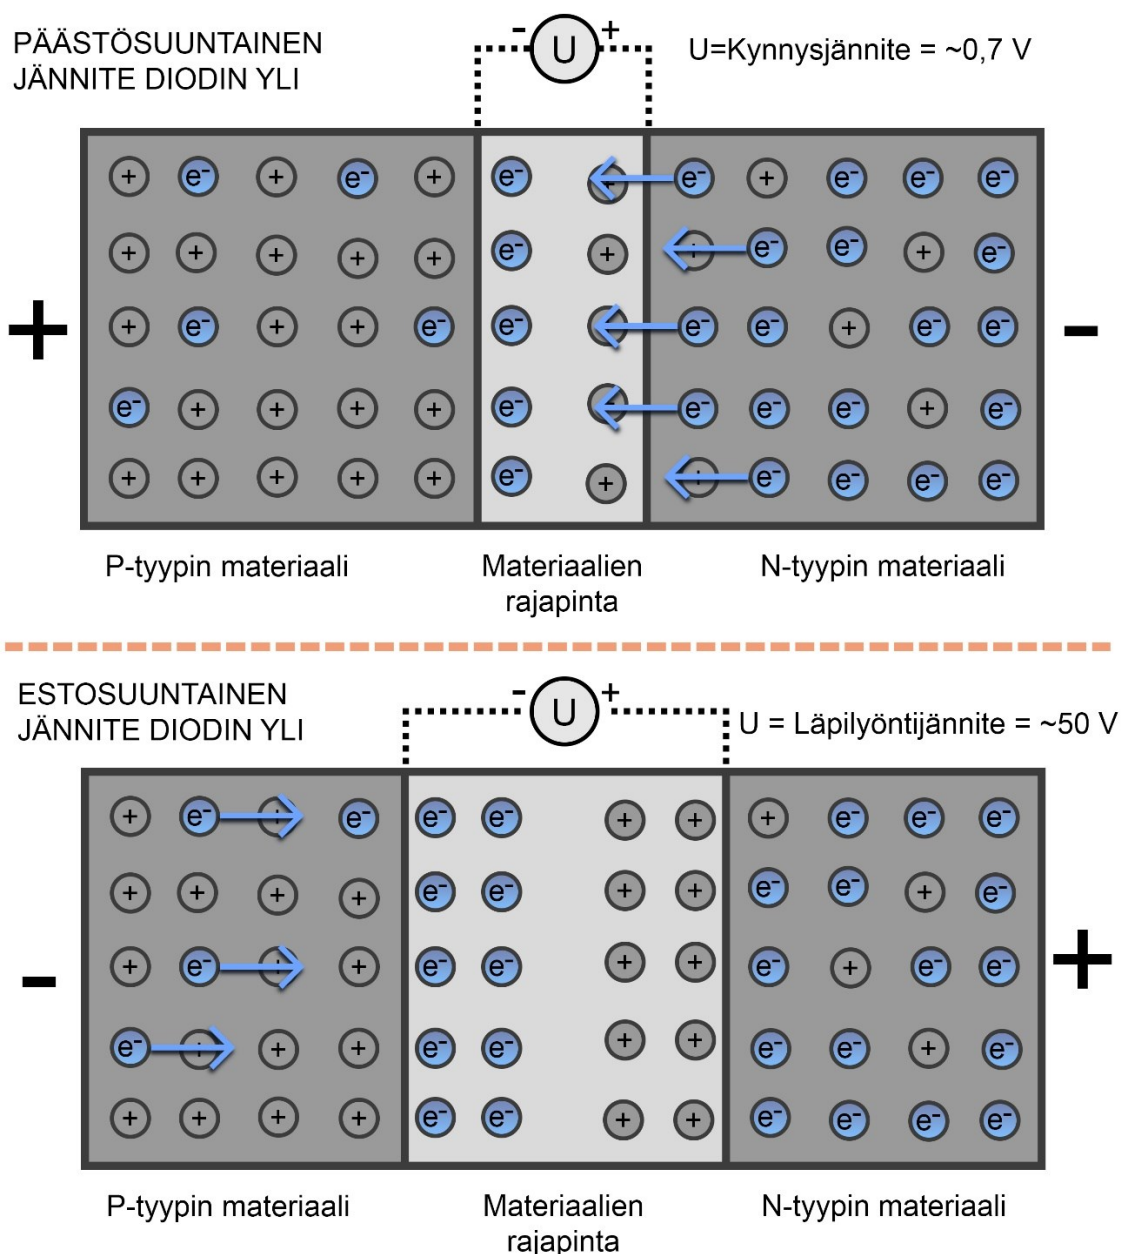 PÄÄSTÖSUUNTAINEN
JÄNNITE DIODIN YLI
- U +
U=Kynnysjännite = ~0,7 V
+ e⁻ + e⁻ + e⁻ + e⁻ + e⁻ e⁻ e⁻
+ + + + + e⁻ + + e⁻ e⁻ + e⁻
+
+ e⁻ + + e⁻ e⁻ + e⁻ e⁻ + e⁻ e⁻
-
e⁻ + + + + e⁻ + e⁻ e⁻ e⁻ + e⁻
+ + + + + e⁻ + + e⁻ e⁻ e⁻ e⁻
P-tyypin materiaali
Materiaalien
rajapinta
N-tyypin materiaali
ESTOSUUNTAINEN
JÄNNITE DIODIN YLI
- U +
U = Läpilyöntijännite = ~50 V
+ e⁻ + e⁻ e⁻ e⁻ + + + e⁻ e⁻ e⁻
+ + + + e⁻ e⁻ + + e⁻ e⁻ + e⁻
-
+ e⁻ + + e⁻ e⁻ + + e⁻ + e⁻ e⁻
+
e⁻ + + + e⁻ e⁻ + + e⁻ e⁻ + e⁻
+ + + + e⁻ e⁻ + + e⁻ e⁻ e⁻ e⁻
P-tyypin materiaali
Materiaalien
rajapinta
N-tyypin materiaali